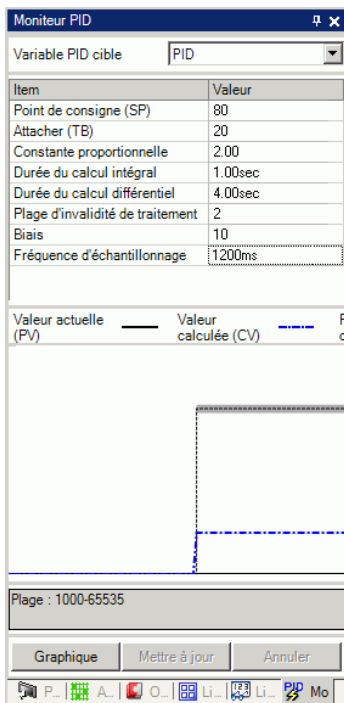 Moniteur PID
Variable PID cible PID
Item Valeur
Point de consigne (SP) 80
Attacher (TB) 20
Constante proportionnelle 2.00
Durée du calcul intégral 1.00sec
Durée du calcul différentiel 4.00sec
Plage d'invalidité de traitement 2
Biais 10
Fréquence d'échantillonnage 1200ms
Valeur actuelle (PV)
Valeur calculée (CV)
Plage : 1000-65535
Graphique Mettre à jour Annuler
P... A... O... Li... Li... Mo